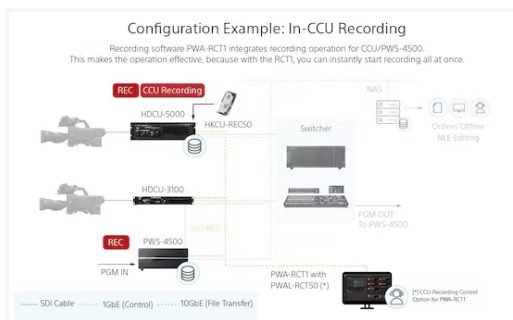 Configuration Example: In-CCU Recording
Recording software PWA-RCT1 integrates recording operation for CCU/PWS-4500.
This makes the operation effective, because with the RCT1, you can instantly start recording all at once.
REC CCU Recording
NAS
HDCU-5000
HKCU-REC50
Switcher
Online/Offline
NLE Editing
HDCU-3100
ISO REC
PGM OUT
To PWS-4500
REC
PWS-4500
PGM IN
PWA-RCT1 with
PWAL-RCT50 (*)
(*) CCU Recording Control
Option for PWA-RCT1
SDI Cable 1GbE (Control) 10GbE (File Transfer)